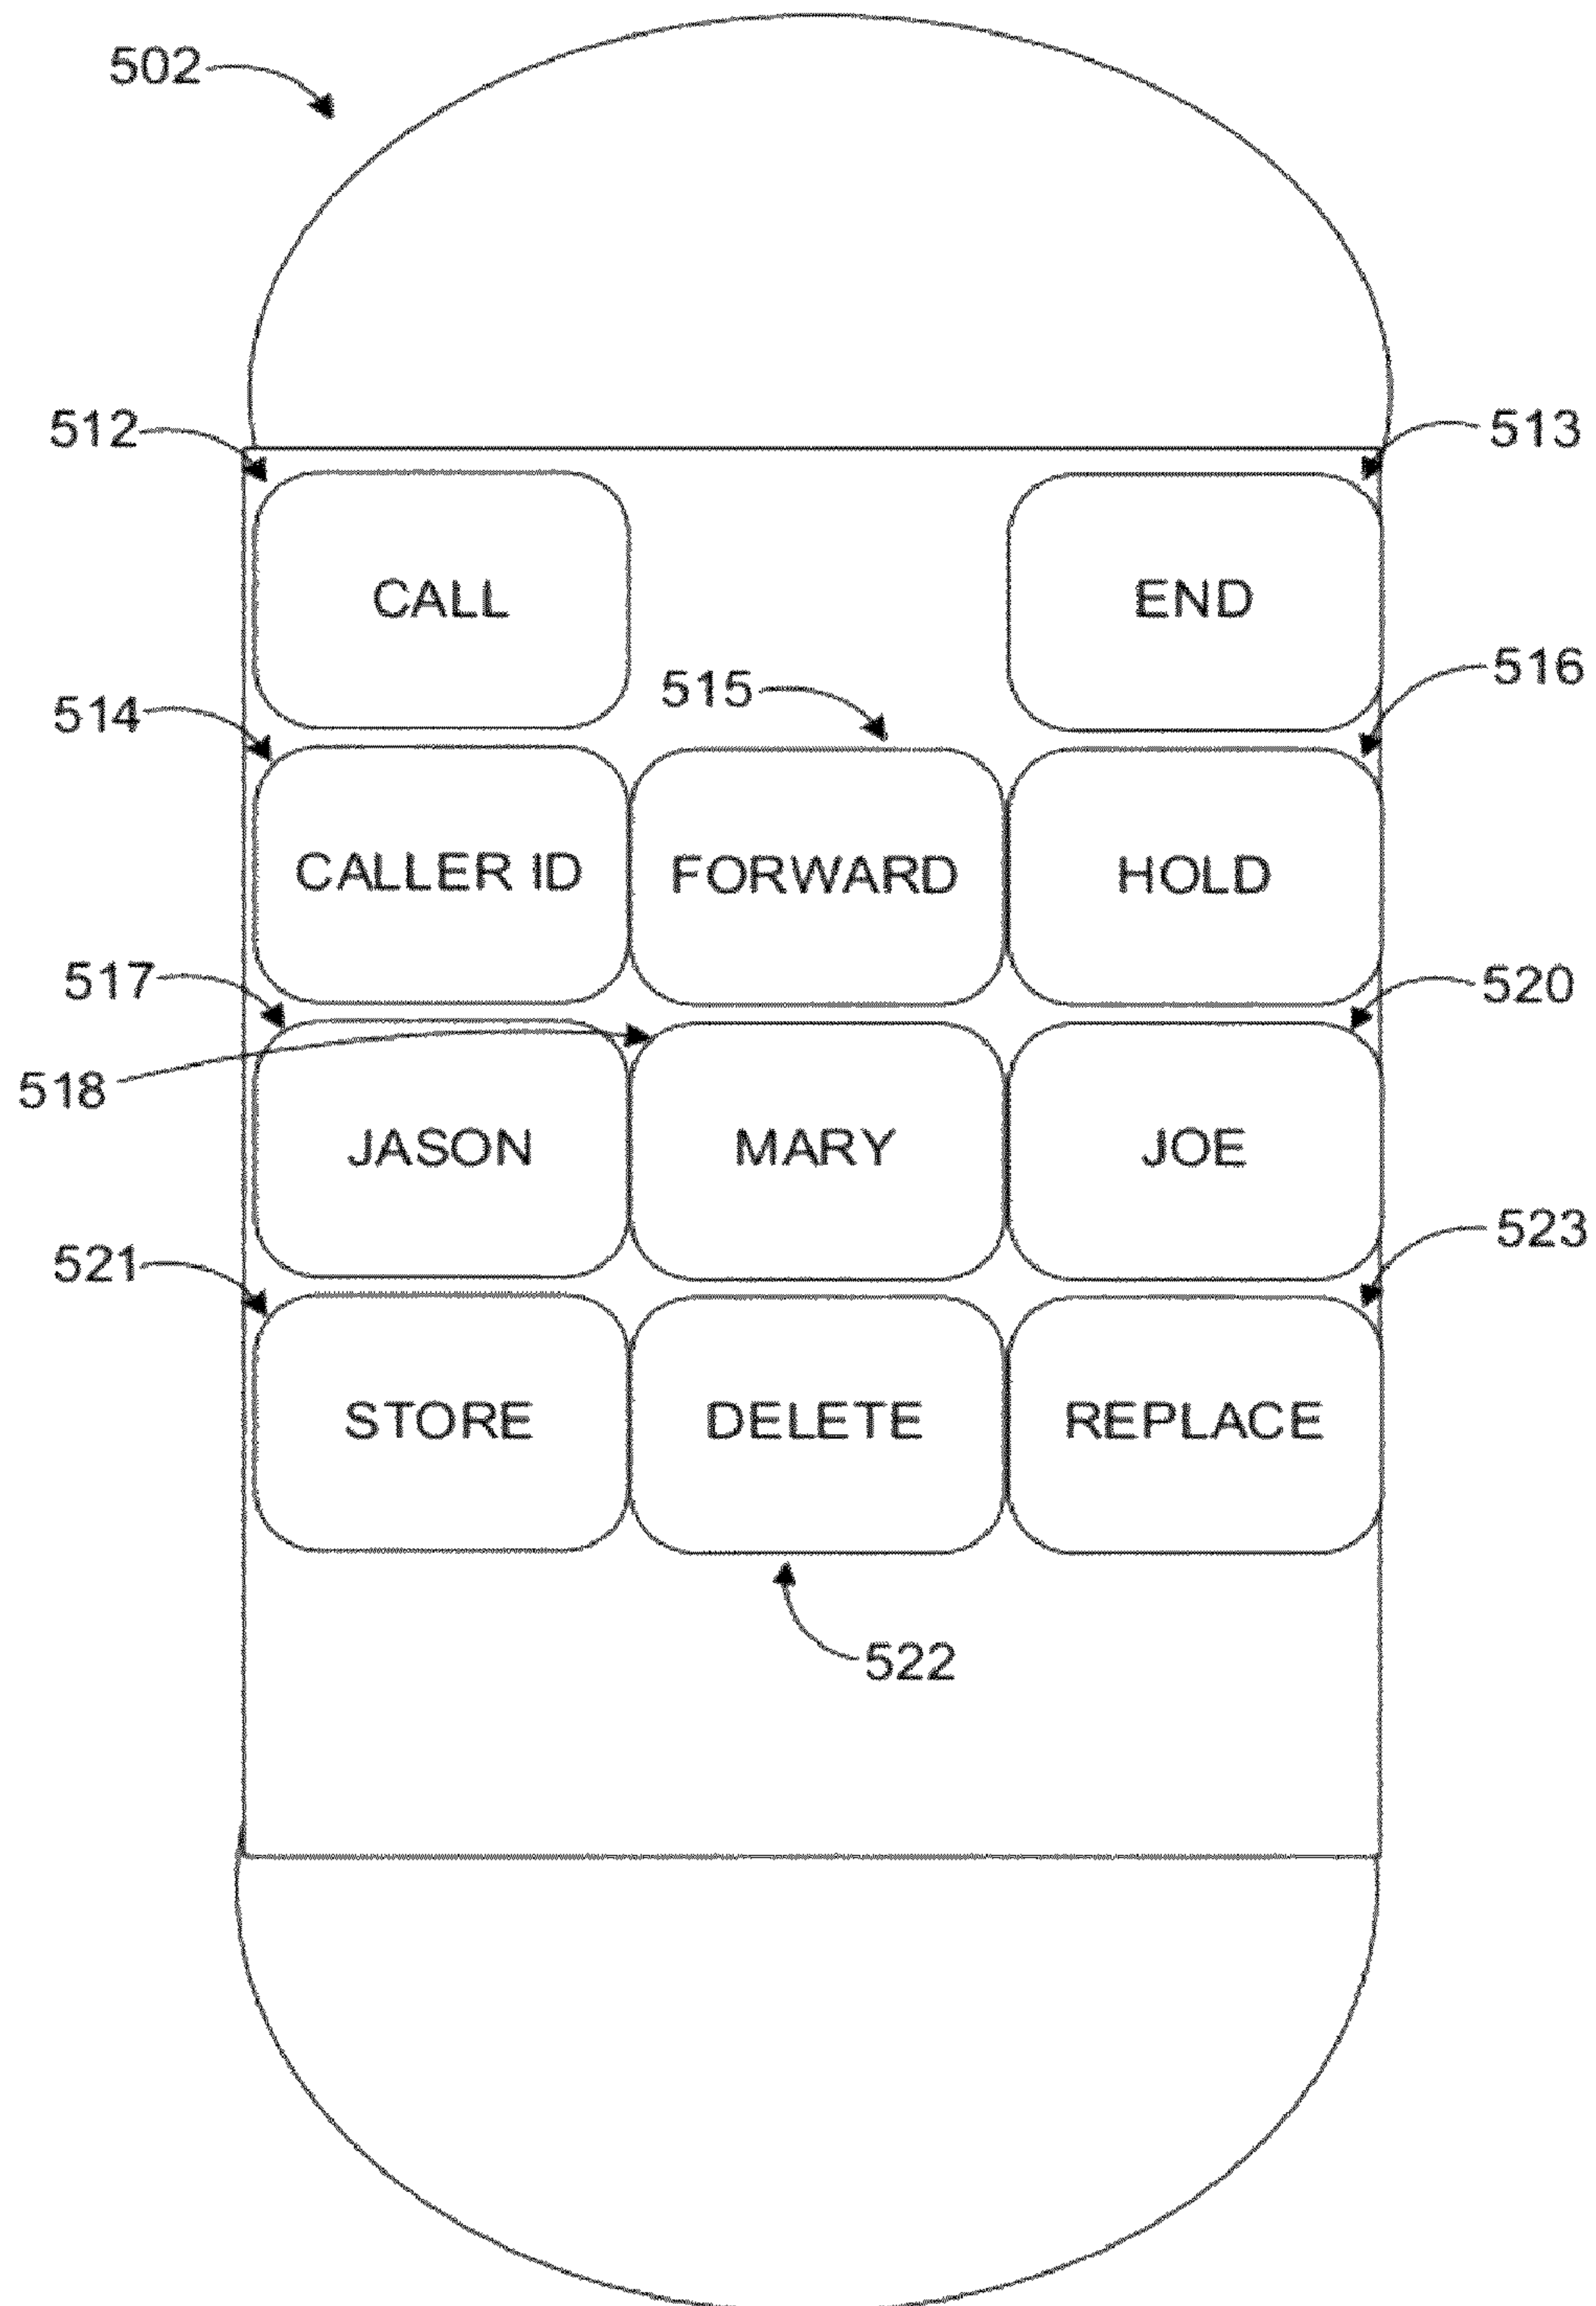 502
512
513
CALL
END
514
515
516
CALLER ID
FORWARD
HOLD
517
520
518
JASON
MARY
JOE
521
523
STORE
DELETE
REPLACE
522